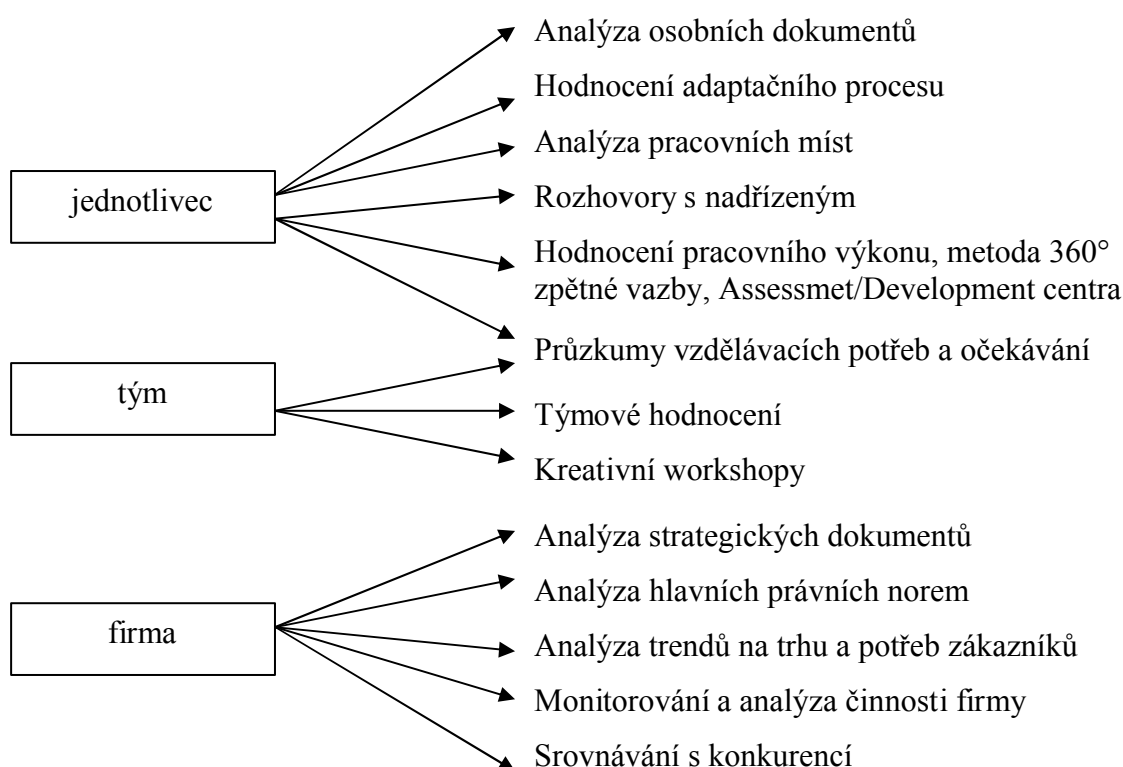 Analýza osobních dokumentů
Hodnocení adaptačního procesu
Analýza pracovních míst
jednotlivec
Rozhovory s nadřízeným
Hodnocení pracovního výkonu, metoda 360°
zpětné vazby, Assessmet/Development centra
Průzkumy vzdělávacích potřeb a očekávání
tým
Týmové hodnocení
Kreativní workshopy
Analýza strategických dokumentů
Analýza hlavních právních norem
firma
Analýza trendů na trhu a potřeb zákazníků
Monitorování a analýza činnosti firmy
Srovnávání s konkurencí